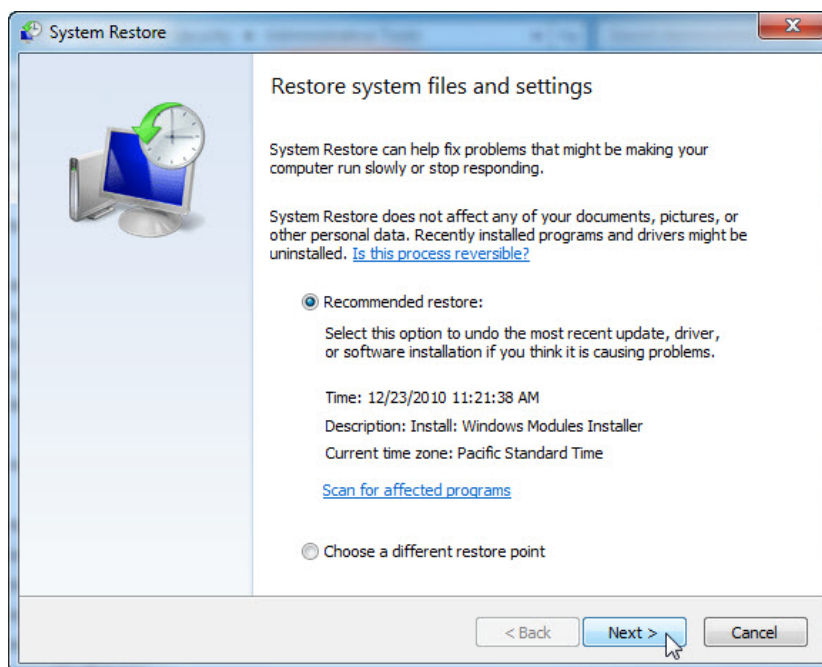 System Restore
Restore system files and settings
System Restore can help fix problems that might be making your
computer run slowly or stop responding.
System Restore does not affect any of your documents, pictures, or
other personal data. Recently installed programs and drivers might be
uninstalled. Is this process reversible?
Recommended restore:
Select this option to undo the most recent update, driver,
or software installation if you think it is causing problems.
Time: 12/23/2010 11:21:38 AM
Description: Install: Windows Modules Installer
Current time zone: Pacific Standard Time
Scan for affected programs
Choose a different restore point
< Back Next > Cancel